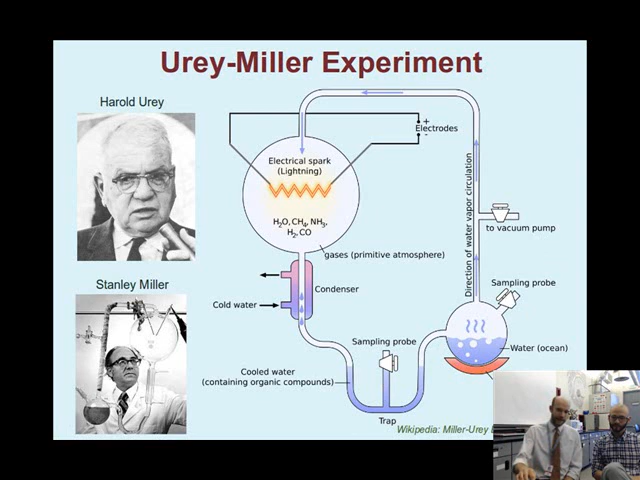 Urey-Miller Experiment
Harold Urey
Stanley Miller
+
Electrodes
-
Electrical spark
(Lightning)
H₂O, CH₄, NH₃,
H₂, CO
gases (primitive atmosphere)
Direction of water vapor circulation
to vacuum pump
Condenser
Cold water
Sampling probe
Sampling probe
Water (ocean)
Cooled water
(containing organic compounds)
Trap
Wikipedia: Miller-Urey